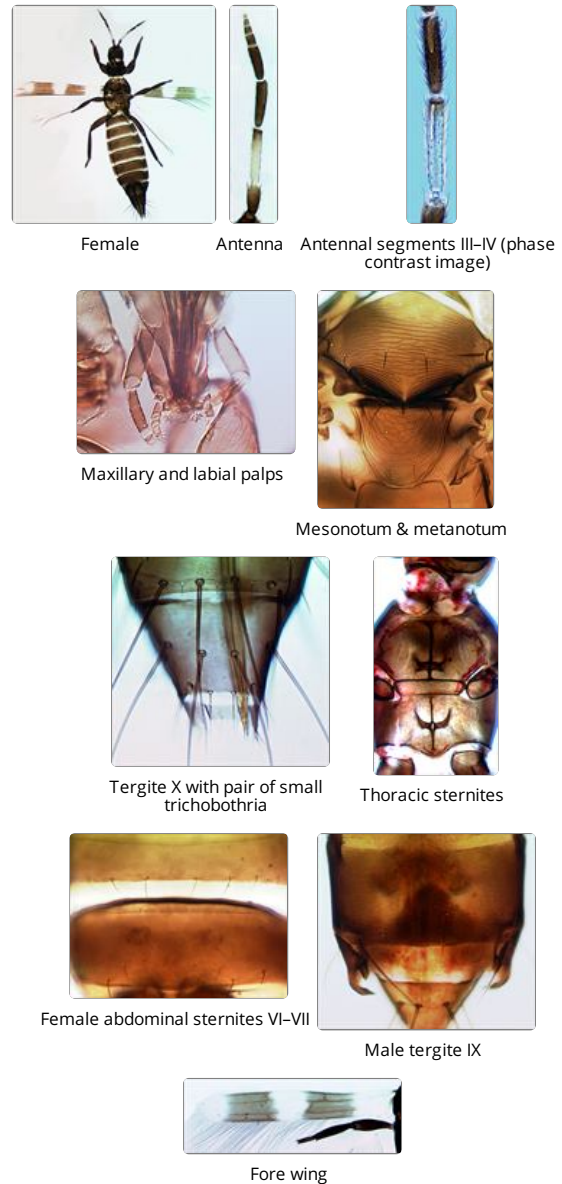 Female
Antenna
Antennal segments III–IV (phase
contrast image)
Maxillary and labial palps
Mesonotum & metanotum
Tergite X with pair of small
trichobothria
Thoracic sternites
Female abdominal sternites VI–VII
Male tergite IX
Fore wing